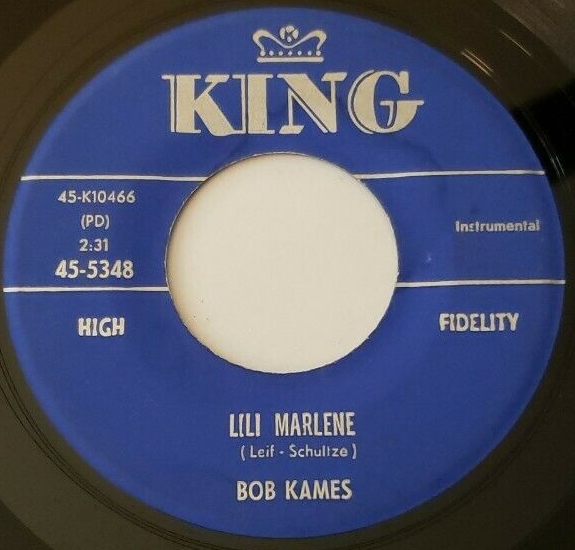 K
KING
45-K10466
(PD)
2:31
45-5348
Instrumental
HIGH FIDELITY
LILI MARLENE
(Leif - Schultze)
BOB KAMES